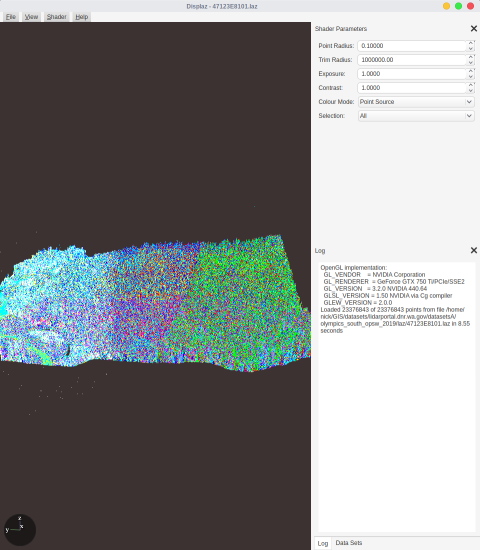 Displaz - 47123E8101.laz
File View Shader Help
Shader Parameters
Point Radius: 0.10000
Trim Radius: 1000000.00
Exposure: 1.0000
Contrast: 1.0000
Colour Mode: Point Source
Selection: All
Log
OpenGL implementation:
GL_VENDOR = NVIDIA Corporation
GL_RENDERER = GeForce GTX 750 Ti/PCIe/SSE2
GL_VERSION = 3.2.0 NVIDIA 440.64
GLSL_VERSION = 1.50 NVIDIA via Cg compiler
GLEW_VERSION = 2.0.0
Loaded 23376843 of 23376843 points from file /home/
nick/GIS/datasets/lidarportal.dnr.wa.gov/datasetsA/
olympics_south_opsw_2019/laz/47123E8101.laz in 8.55
seconds
z
x
y
Log Data Sets